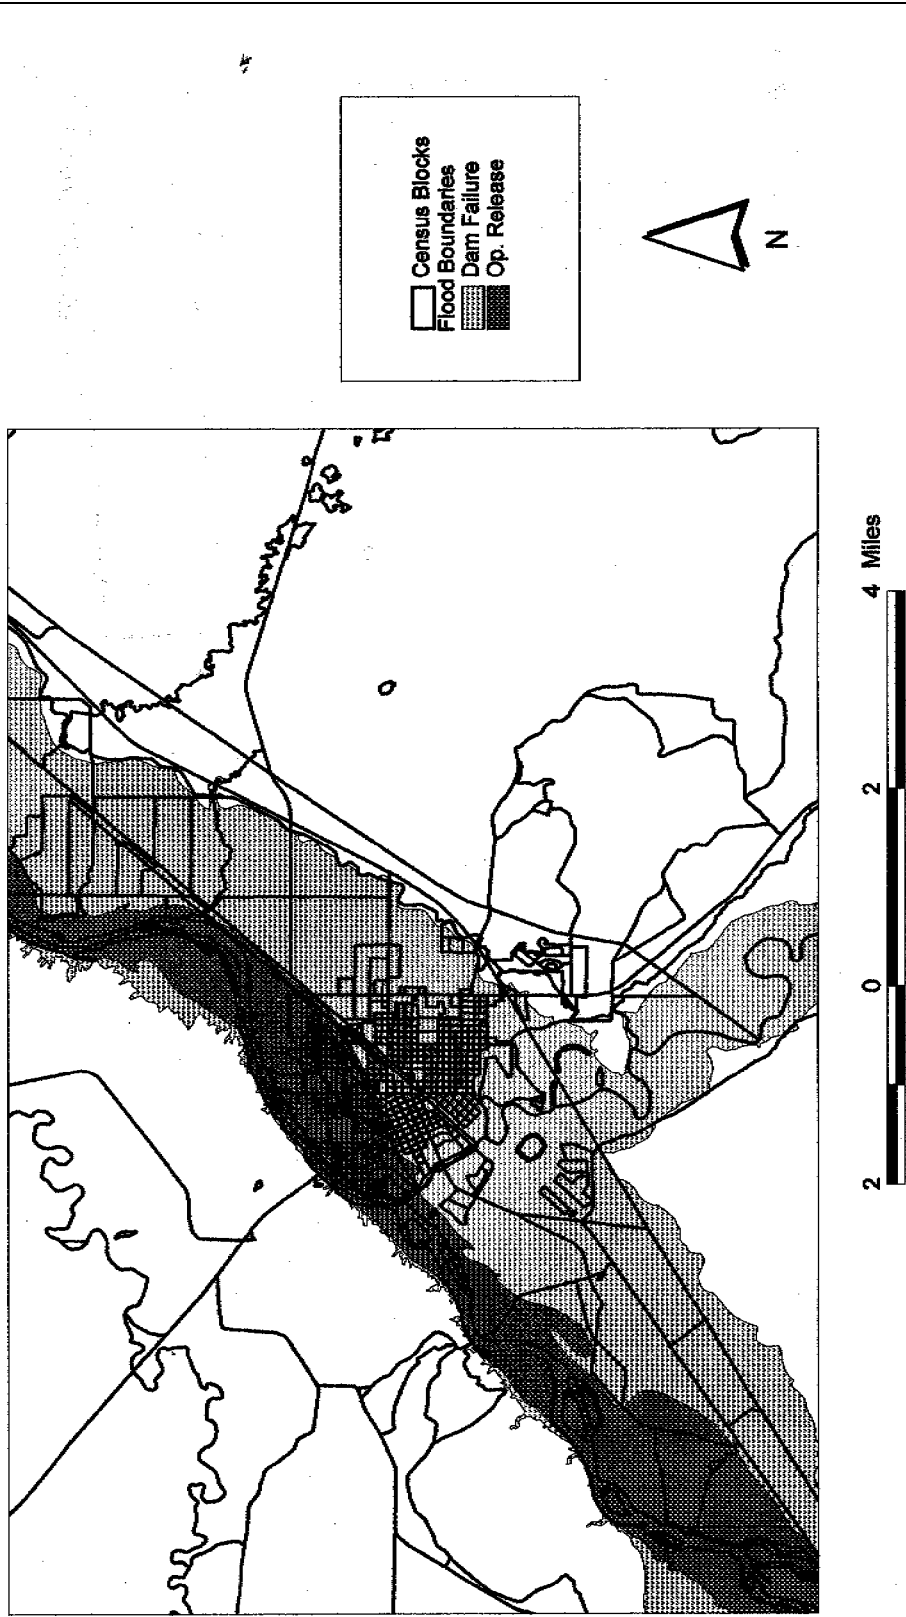 Census Blocks
Flood Boundaries
Dam Failure
Op. Release
N
2 0 2 4 Miles